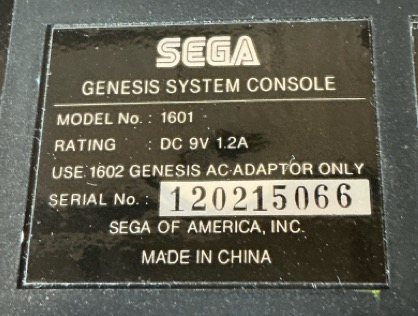 SEGA
GENESIS SYSTEM CONSOLE
MODEL No. : 1601
RATING : DC 9V 1.2A
USE 1602 GENESIS AC ADAPTOR ONLY
SERIAL No. : 120215066
SEGA OF AMERICA, INC.
MADE IN CHINA